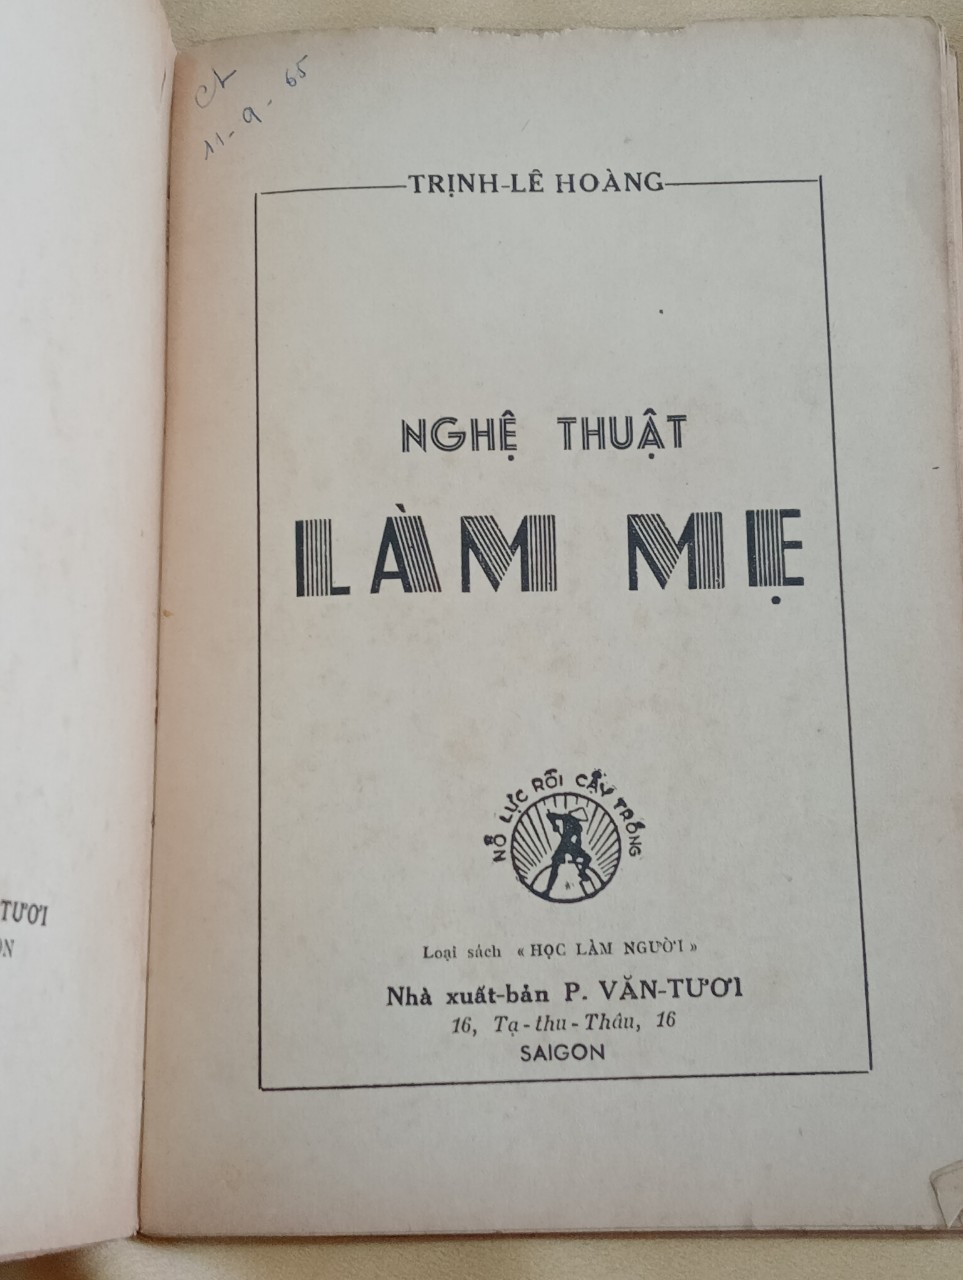 11-9-65
TRỊNH-LÊ HOÀNG
NGHỆ THUẬT
LÀM MẸ
NỖ LỰC RỒI CẤY TRỒNG
Loại sách « HỌC LÀM NGƯỜI »
Nhà xuất-bản P. VĂN-TƯƠI
16, Tạ-thu-Thâu, 16
SAIGON
TƯƠI
ON